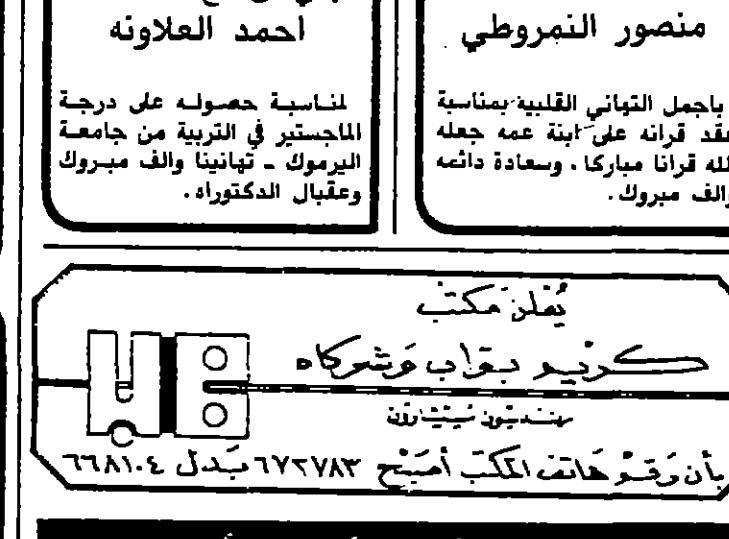 منصور النمروطي
باجمل التهاني القلبية بمناسبة
عقد قرانه على ابنة عمه جعله
الله قرانا مباركا . وسعادة دائمه
والف مبروك .
احمد العلاونه
لمناسبة حصوله على درجة
الماجستير في التربية من جامعة
اليرموك ـ تهانينا والف مبروك
وعقبال الدكتوراه .
يُعلن مكتب
كريم بواب وشركاه
مهندسون استشاريون
بأن رقم هاتف المكتب أصبح ٦٧٢٧٨٣ بدل ٦٦٨١٠٤